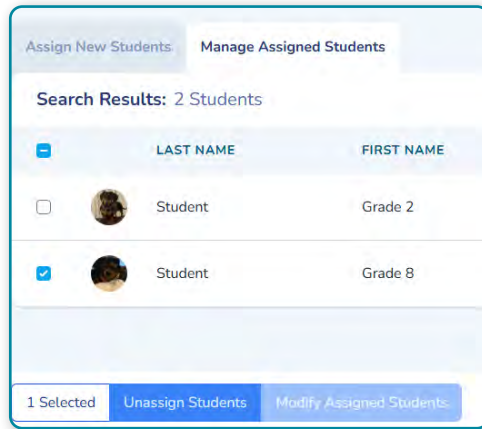 Assign New Students Manage Assigned Students
Search Results: 2 Students
LAST NAME FIRST NAME
Student Grade 2
Student Grade 8
1 Selected Unassign Students Modify Assigned Students